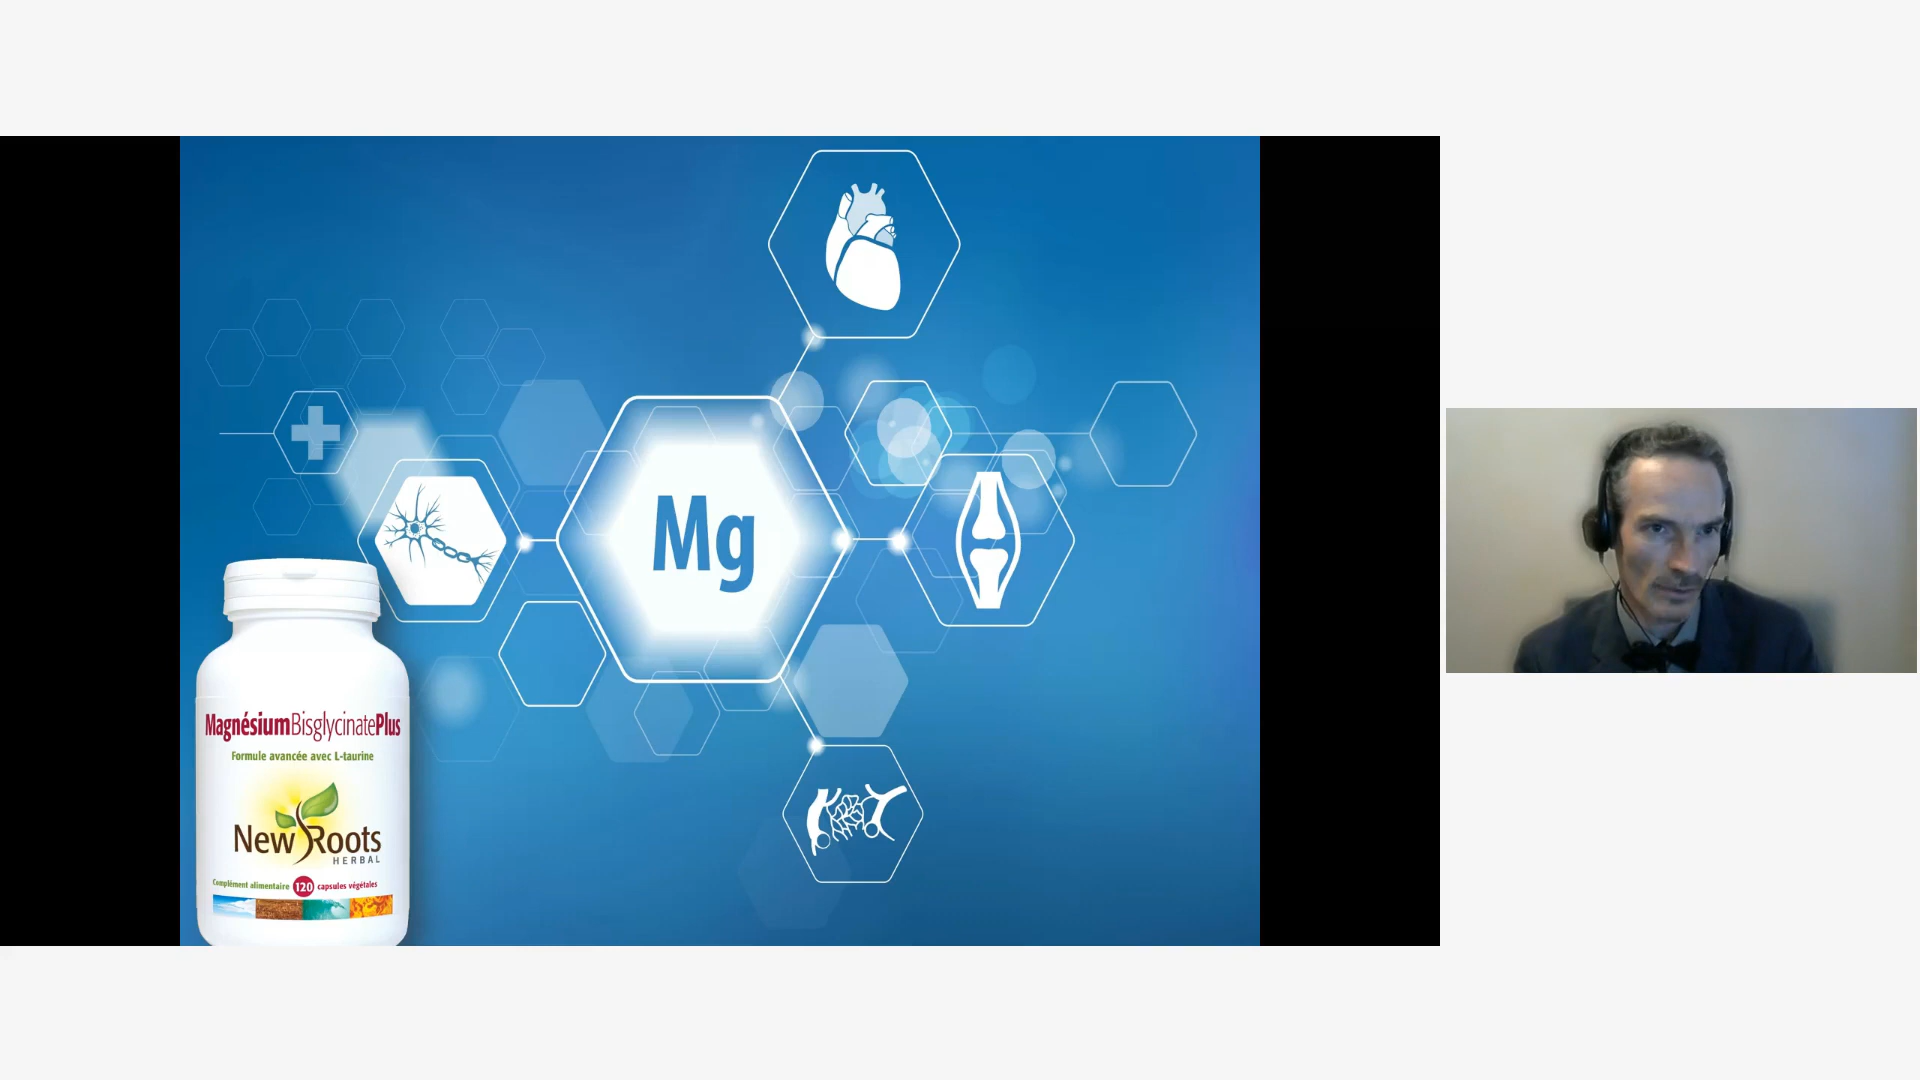 Mg
MagnésiumBisglycinatePlus
Formule avancée avec L-taurine
New Roots
HERBAL
Complément alimentaire 120 capsules végétales